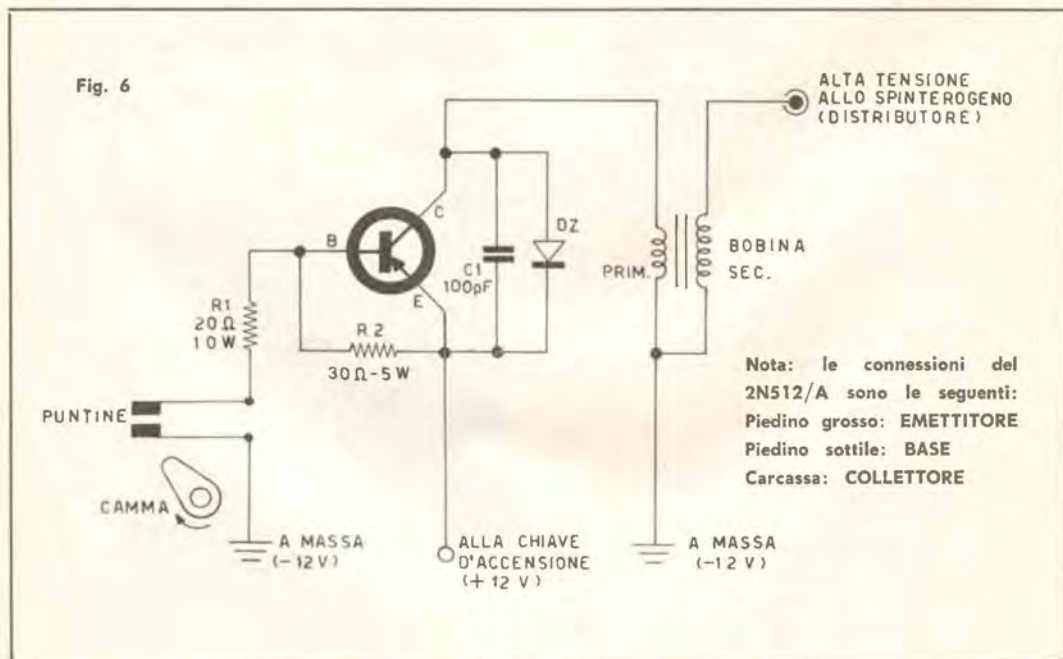 Fig. 6
ALTA TENSIONE
ALLO SPINTEROGENO
(DISTRIBUTORE)
C
B
E
C1
100pF
DZ
PRIM.
BOBINA
SEC.
R1
20Ω
10W
R2
30Ω-5W
PUNTINE
CAMMA
A MASSA
(-12V)
ALLA CHIAVE
D'ACCENSIONE
(+12 V)
A MASSA
(-12V)
Nota: le connessioni del
2N512/A sono le seguenti:
Piedino grosso: EMETTITORE
Piedino sottile: BASE
Carcassa: COLLETTORE